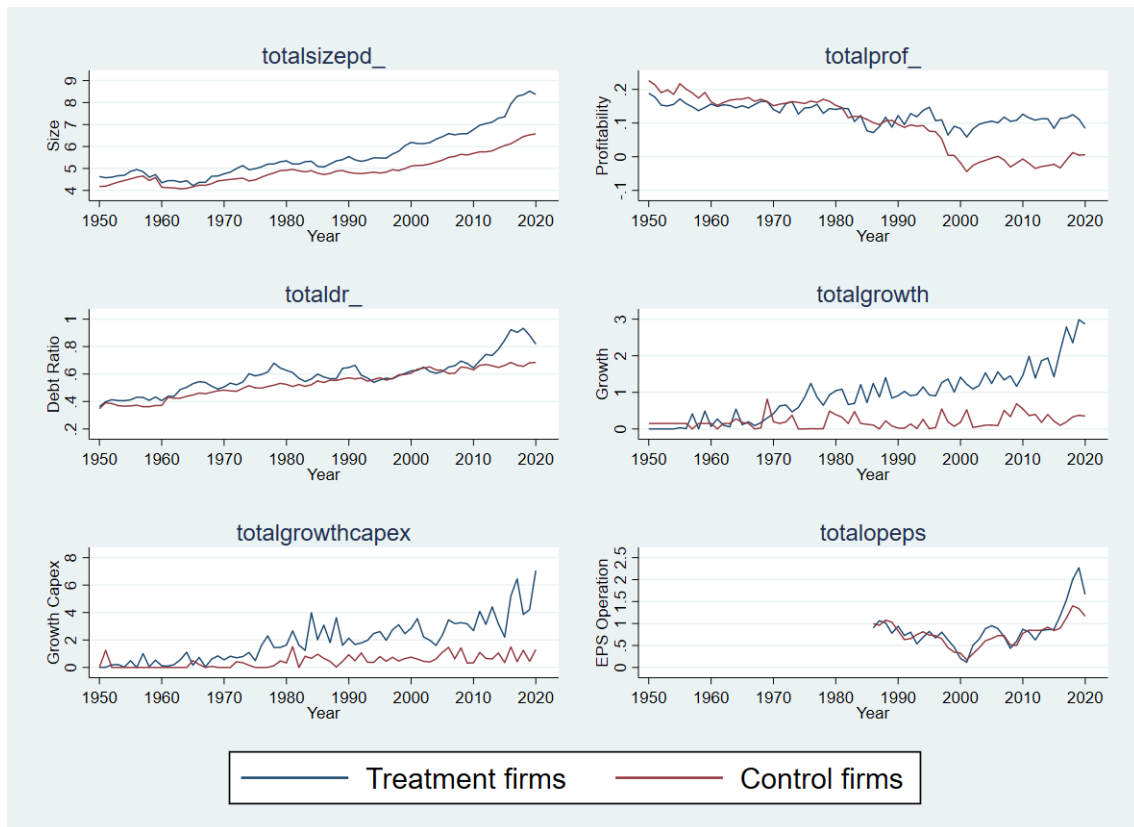 totalsizepd_
Size
9
8
7
6
5
4
1950 1960 1970 1980 1990 2000 2010 2020
Year
totalprof_
Profitability
.2
.1
0
-.1
1950 1960 1970 1980 1990 2000 2010 2020
Year
totaldr_
Debt Ratio
1
.8
.6
.4
.2
1950 1960 1970 1980 1990 2000 2010 2020
Year
totalgrowth
Growth
3
2
1
0
1950 1960 1970 1980 1990 2000 2010 2020
Year
totalgrowthcapex
Growth Capex
8
6
4
2
0
1950 1960 1970 1980 1990 2000 2010 2020
Year
totalopeps
EPS Operation
2.5
2
1.5
1
.5
0
1950 1960 1970 1980 1990 2000 2010 2020
Year
Treatment firms
Control firms